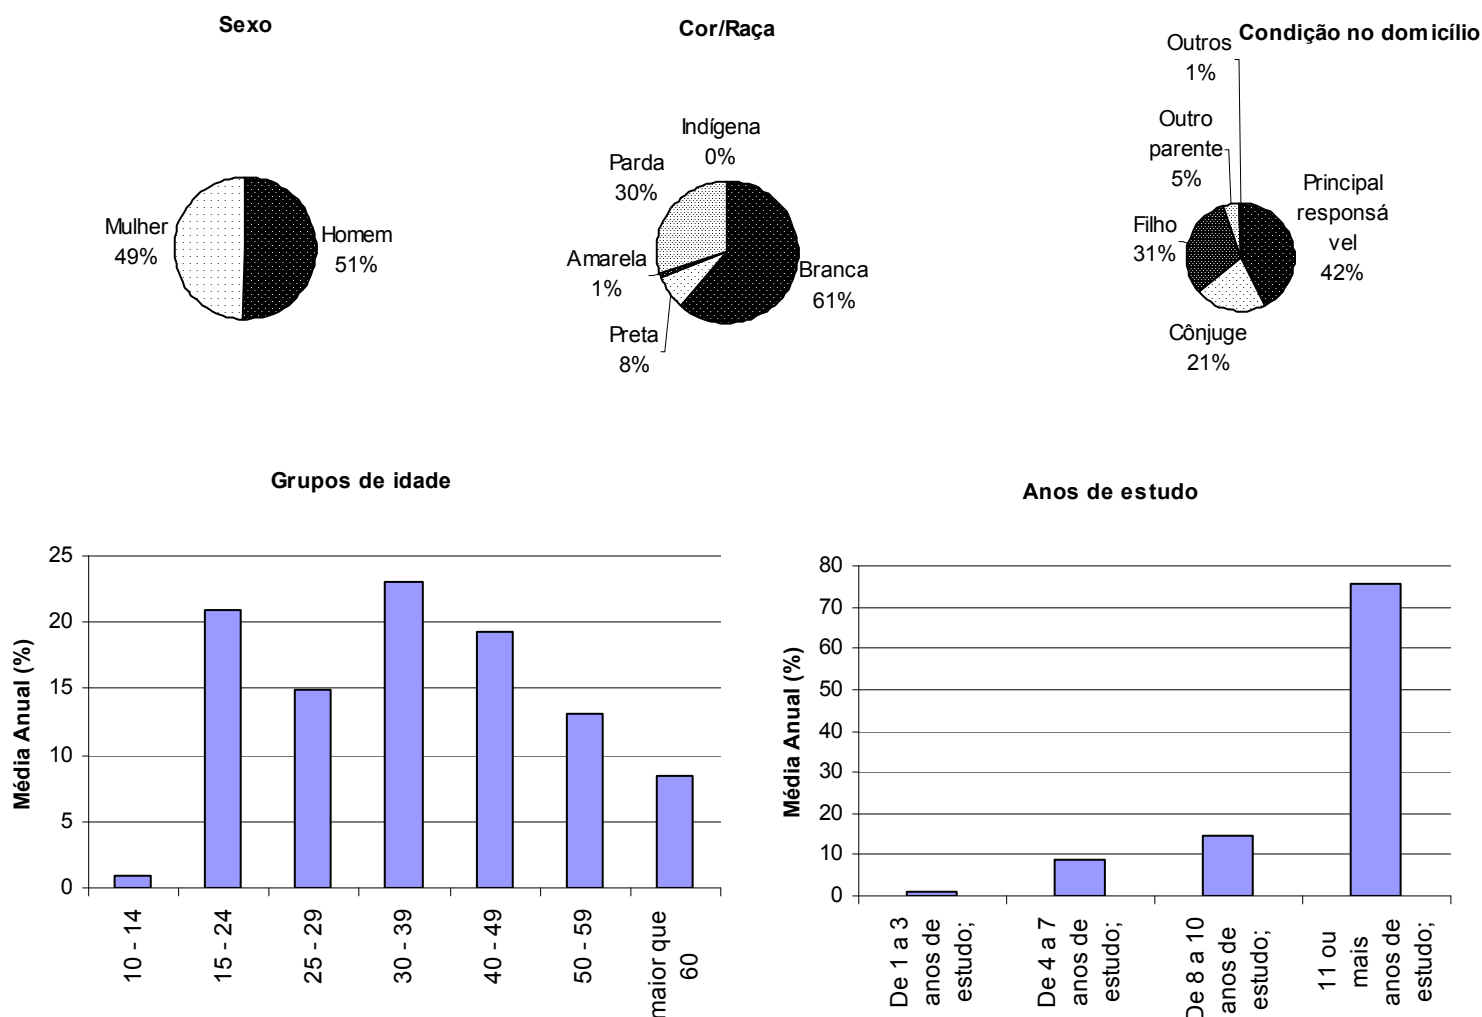 Sexo
Mulher
49%
Homem
51%
Cor/Raça
Indígena
0%
Parda
30%
Amarela
1%
Preta
8%
Branca
61%
Condição no domicílio
Outros
1%
Outro
parente
5%
Filho
31%
Principal
responsá
vel
42%
Cônjuge
21%
Grupos de idade
Média Anual (%)
25
20
15
10
5
0
10 - 14
15 - 24
25 - 29
30 - 39
40 - 49
50 - 59
maior que
60
Anos de estudo
Média Anual (%)
80
70
60
50
40
30
20
10
0
De 1 a 3
anos de
estudo;
De 4 a 7
anos de
estudo;
De 8 a 10
anos de
estudo;
11 ou
mais
anos de
estudo;